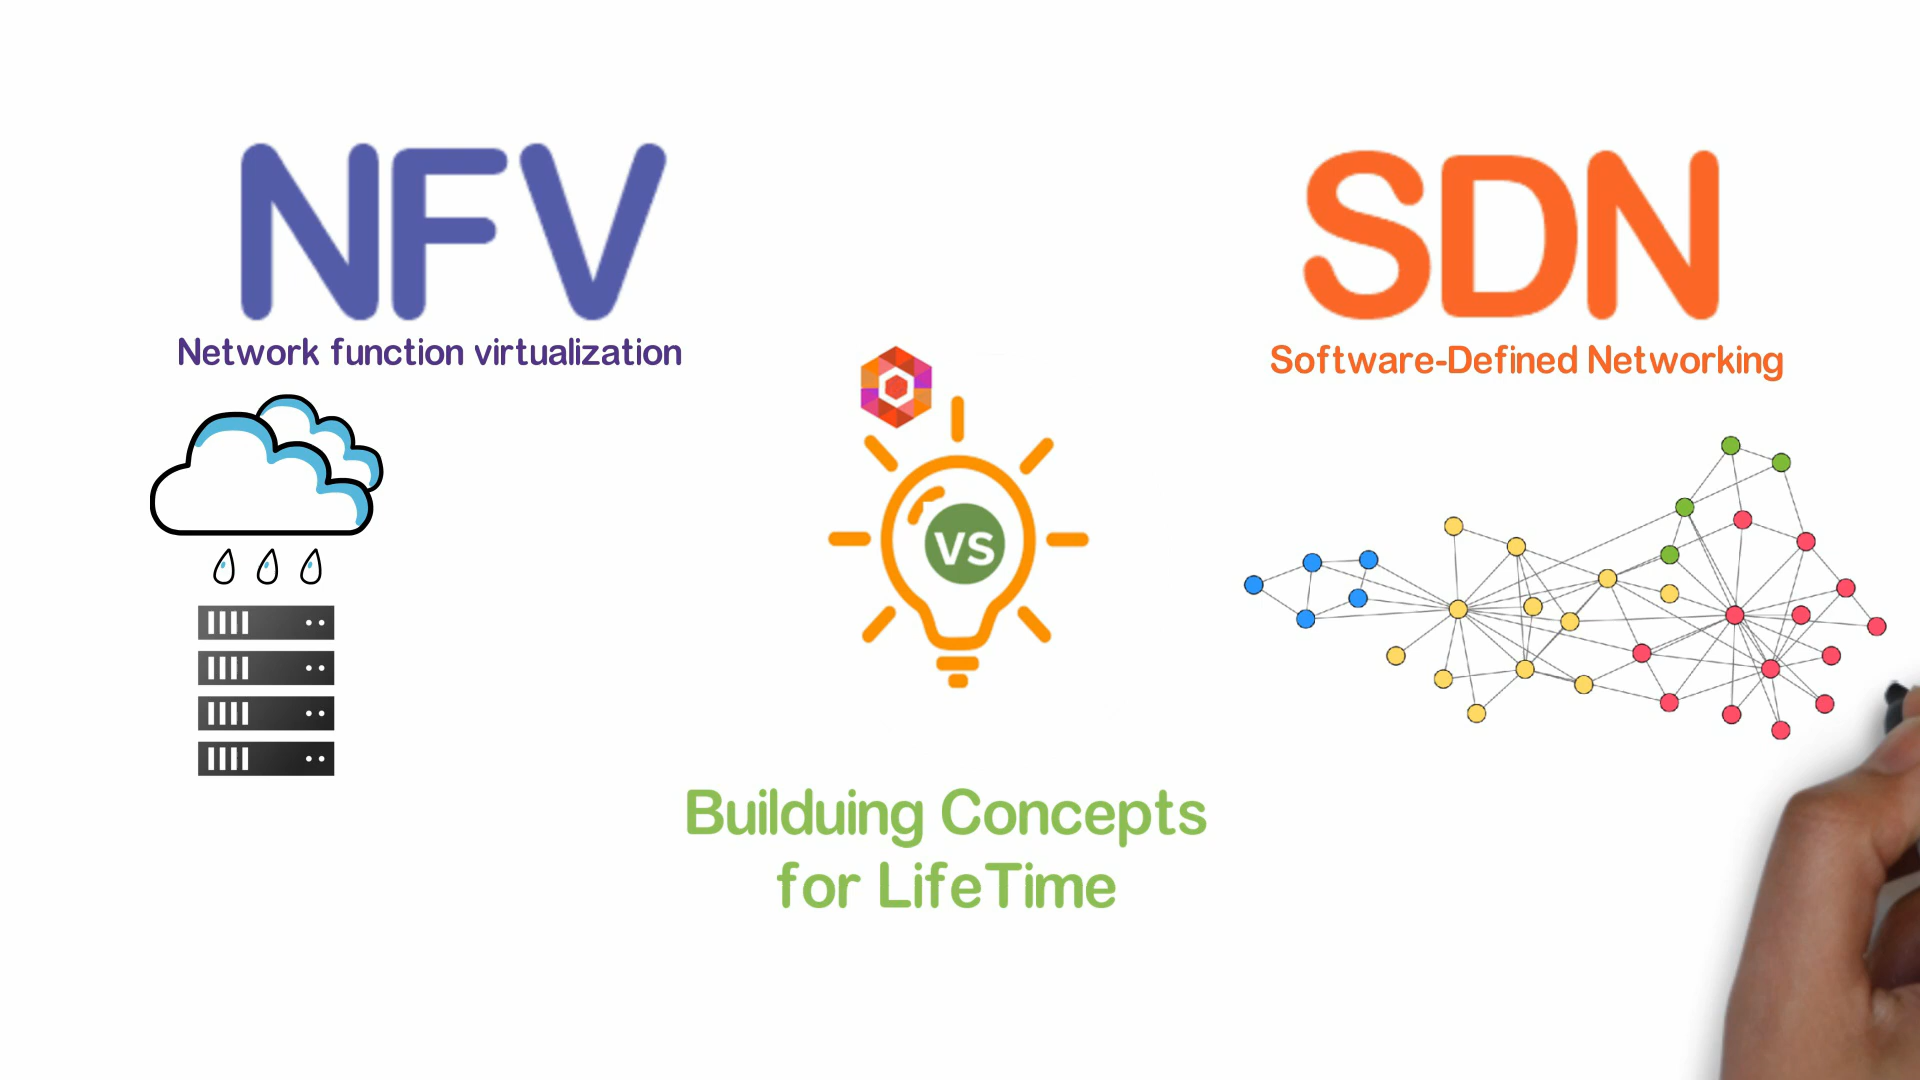 NFV
Network function virtualization
SDN
Software-Defined Networking
VS
Builduing Concepts
for LifeTime